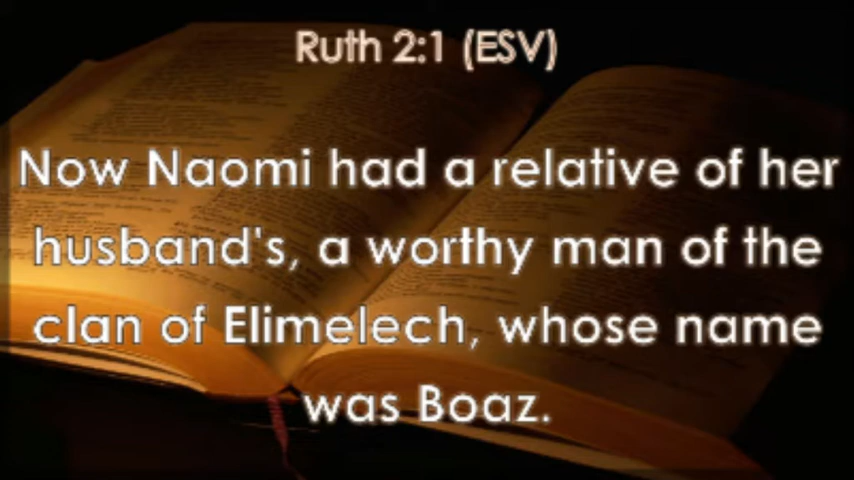 Ruth 2:1 (ESV)
Now Naomi had a relative of her
husband's, a worthy man of the
clan of Elimelech, whose name
was Boaz.